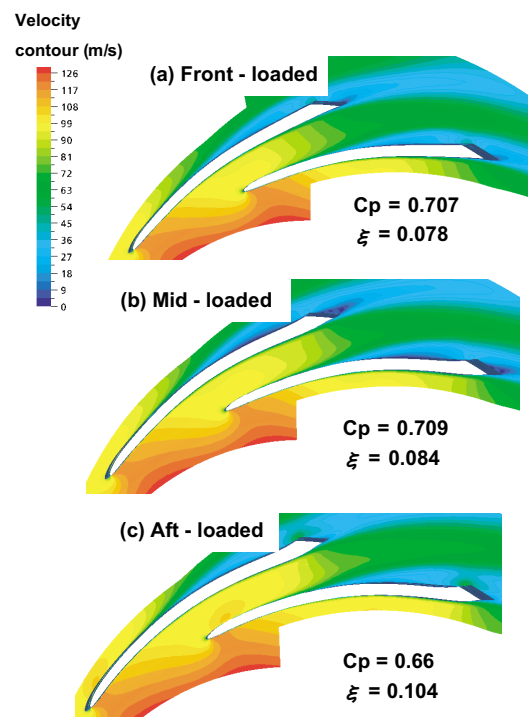 Velocity
contour (m/s)
126
117
108
99
90
81
72
63
54
45
36
27
18
9
0
(a) Front - loaded
Cp = 0.707
ξ = 0.078
(b) Mid - loaded
Cp = 0.709
ξ = 0.084
(c) Aft - loaded
Cp = 0.66
ξ = 0.104